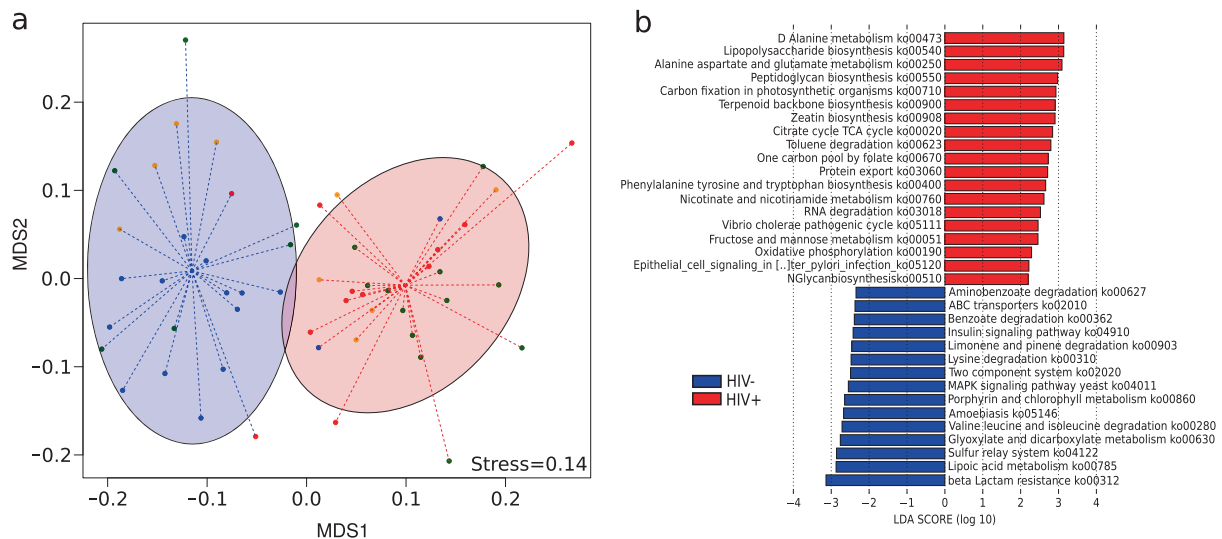 a
0.2
0.1
0.0
−0.1
−0.2
MDS2
Stress=0.14
−0.2
−0.1
0.0
0.1
0.2
MDS1
b
D Alanine metabolism ko00473
Lipopolysaccharide biosynthesis ko00540
Alanine aspartate and glutamate metabolism ko00250
Peptidoglycan biosynthesis ko00550
Carbon fixation in photosynthetic organisms ko00710
Terpenoid backbone biosynthesis ko00900
Zeatin biosynthesis ko00908
Citrate cycle TCA cycle ko00020
Toluene degradation ko00623
One carbon pool by folate ko00670
Protein export ko03060
Phenylalanine tyrosine and tryptophan biosynthesis ko00400
Nicotinate and nicotinamide metabolism ko00760
RNA degradation ko03018
Vibrio cholerae pathogenic cycle ko05111
Fructose and mannose metabolism ko00051
Oxidative phosphorylation ko00190
Epithelial_cell_signaling_in [..]ter_pylori_infection_ko05120
NGlycanbiosynthesisko00510
Aminobenzoate degradation ko00627
ABC transporters ko02010
Benzoate degradation ko00362
Insulin signaling pathway ko04910
Limonene and pinene degradation ko00903
Lysine degradation ko00310
Two component system ko02020
MAPK signaling pathway yeast ko04011
Porphyrin and chlorophyll metabolism ko00860
Amoebiasis ko05146
Valine leucine and isoleucine degradation ko00280
Glyoxylate and dicarboxylate metabolism ko00630
Sulfur relay system ko04122
Lipoic acid metabolism ko00785
beta Lactam resistance ko00312
HIV-
HIV+
−4
−3
−2
−1
0
1
2
3
4
LDA SCORE (log 10)